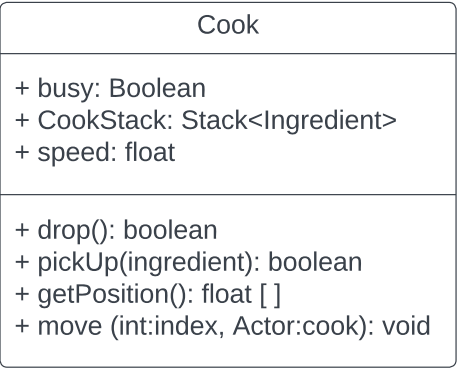 Cook
+ busy: Boolean
+ CookStack: Stack<Ingredient>
+ speed: float
+ drop(): boolean
+ pickUp(ingredient): boolean
+ getPosition(): float [ ]
+ move (int:index, Actor:cook): void